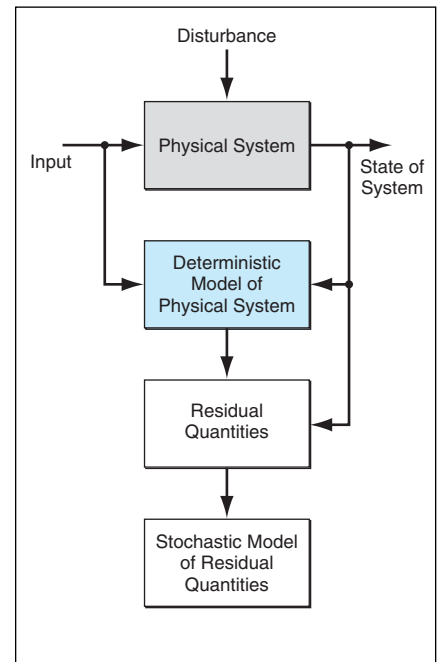 Disturbance
Physical System
Input
State of
System
Deterministic
Model of
Physical System
Residual
Quantities
Stochastic Model
of Residual
Quantities